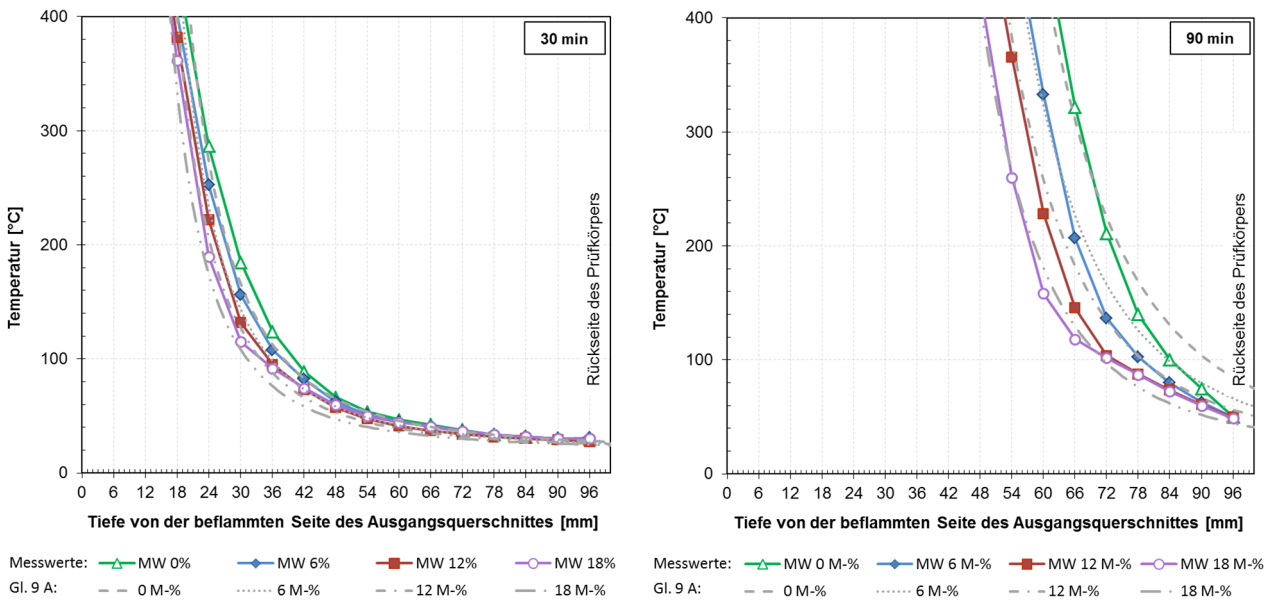 30 min
400
300
200
100
0
Temperatur [°C]
Rückseite des Prüfkörpers
0 6 12 18 24 30 36 42 48 54 60 66 72 78 84 90 96
Tiefe von der beflammten Seite des Ausgangsquerschnittes [mm]
Messwerte: MW 0% MW 6% MW 12% MW 18%
Gl. 9 A: 0 M-% 6 M-% 12 M-% 18 M-%
90 min
400
300
200
100
0
Temperatur [°C]
Rückseite des Prüfkörpers
0 6 12 18 24 30 36 42 48 54 60 66 72 78 84 90 96
Tiefe von der beflammten Seite des Ausgangsquerschnittes [mm]
Messwerte: MW 0 M-% MW 6 M-% MW 12 M-% MW 18 M-%
Gl. 9 A: 0 M-% 6 M-% 12 M-% 18 M-%